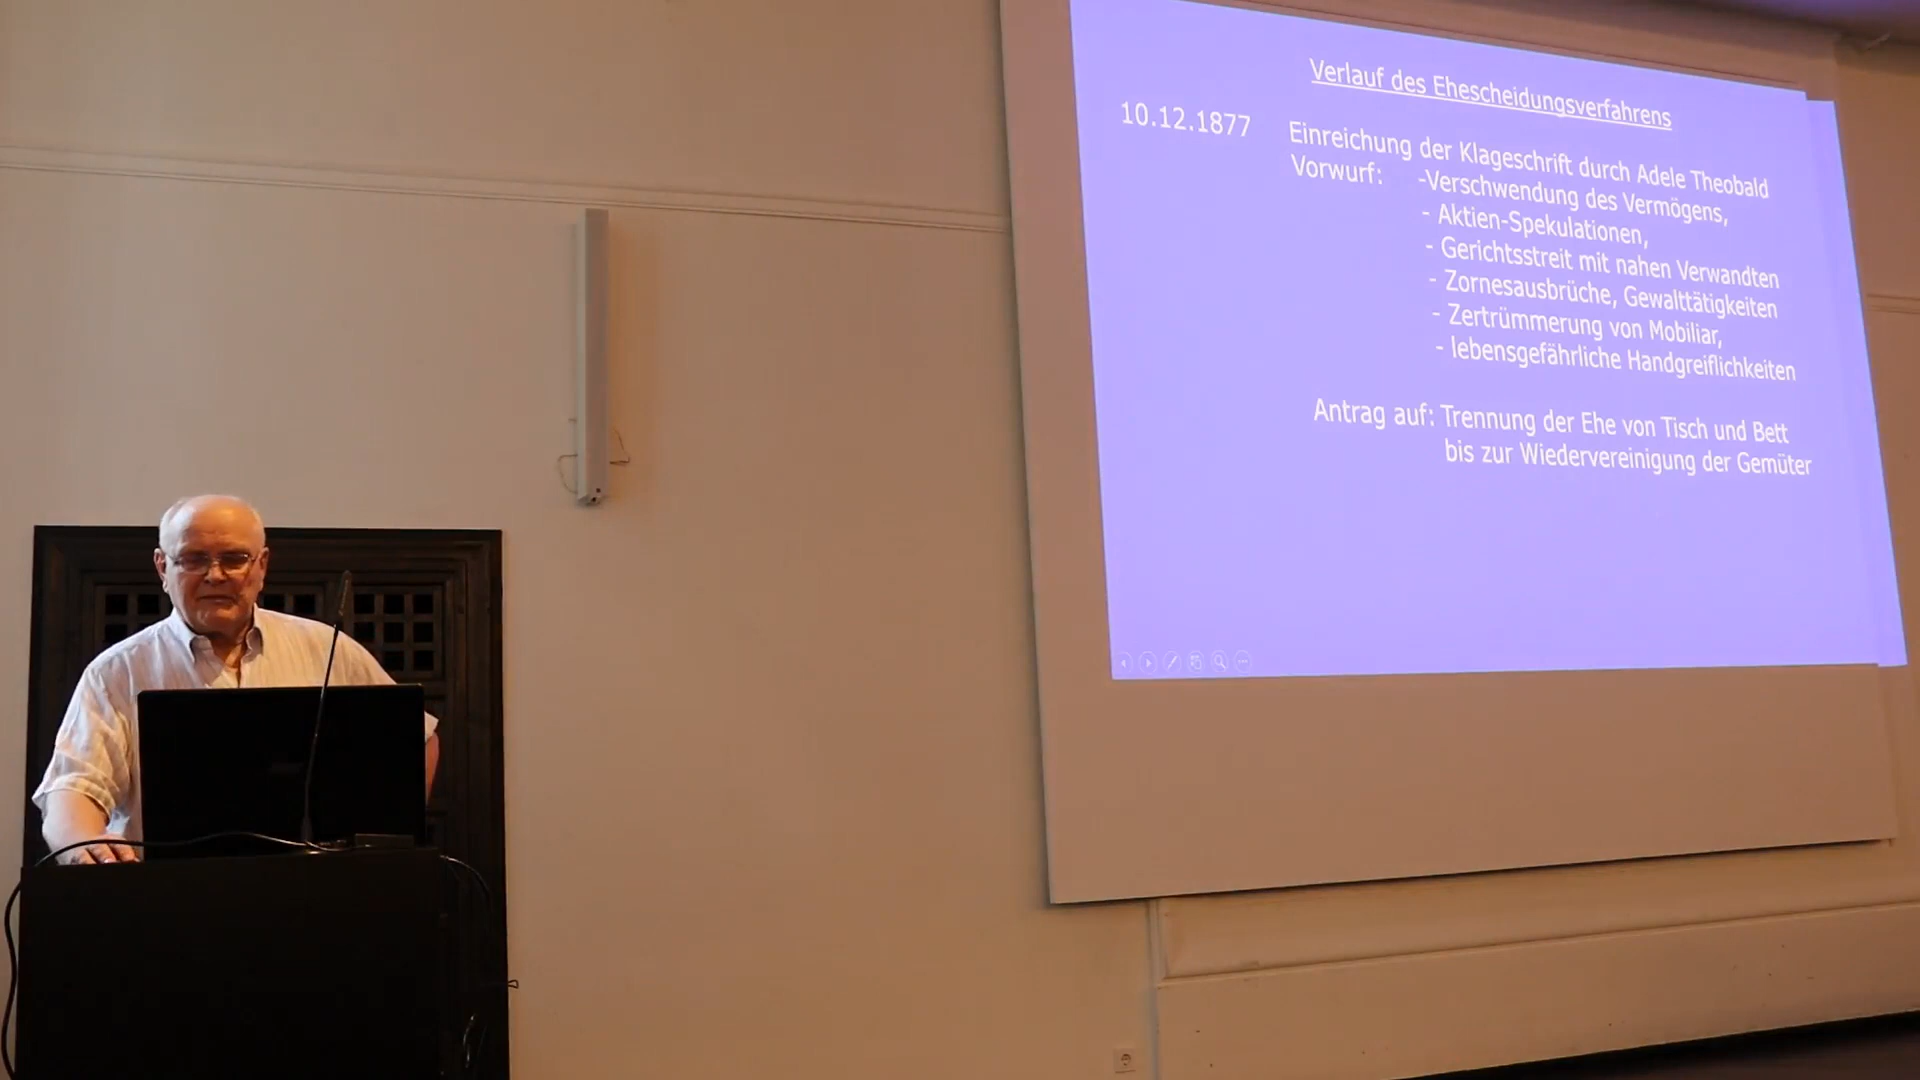 Verlauf des Ehescheidungsverfahrens
10.12.1877 Einreichung der Klageschrift durch Adele Theobald
Vorwurf: -Verschwendung des Vermögens,
- Aktien-Spekulationen,
- Gerichtsstreit mit nahen Verwandten
- Zornesausbrüche, Gewalttätigkeiten
- Zertrümmerung von Mobiliar,
- lebensgefährliche Handgreiflichkeiten
Antrag auf: Trennung der Ehe von Tisch und Bett
bis zur Wiedervereinigung der Gemüter